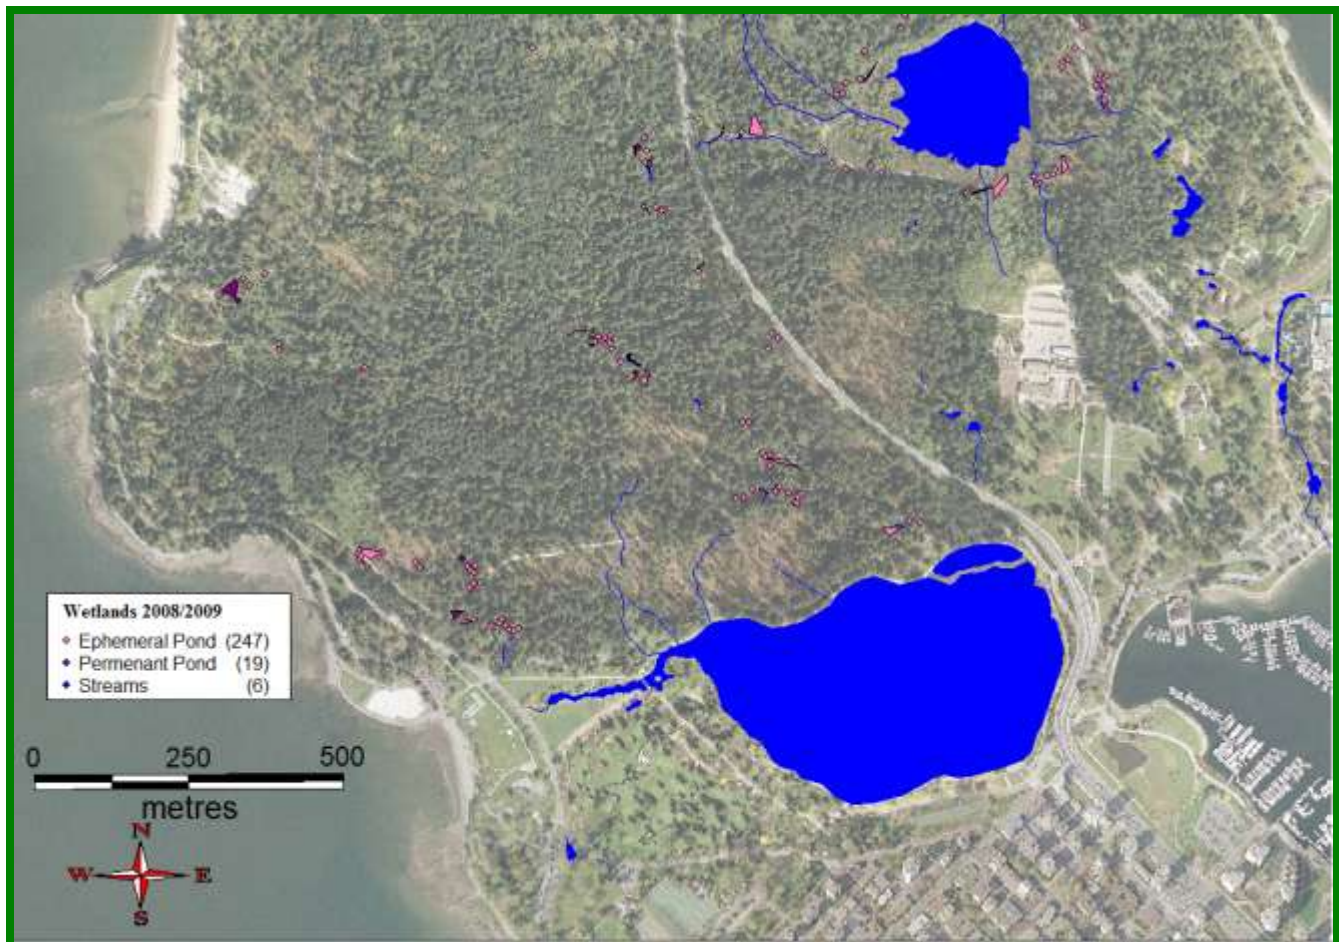 Wetlands 2008/2009
Ephemeral Pond (247)
Permenant Pond (19)
Streams (6)
0 250 500
metres
N
W E
S